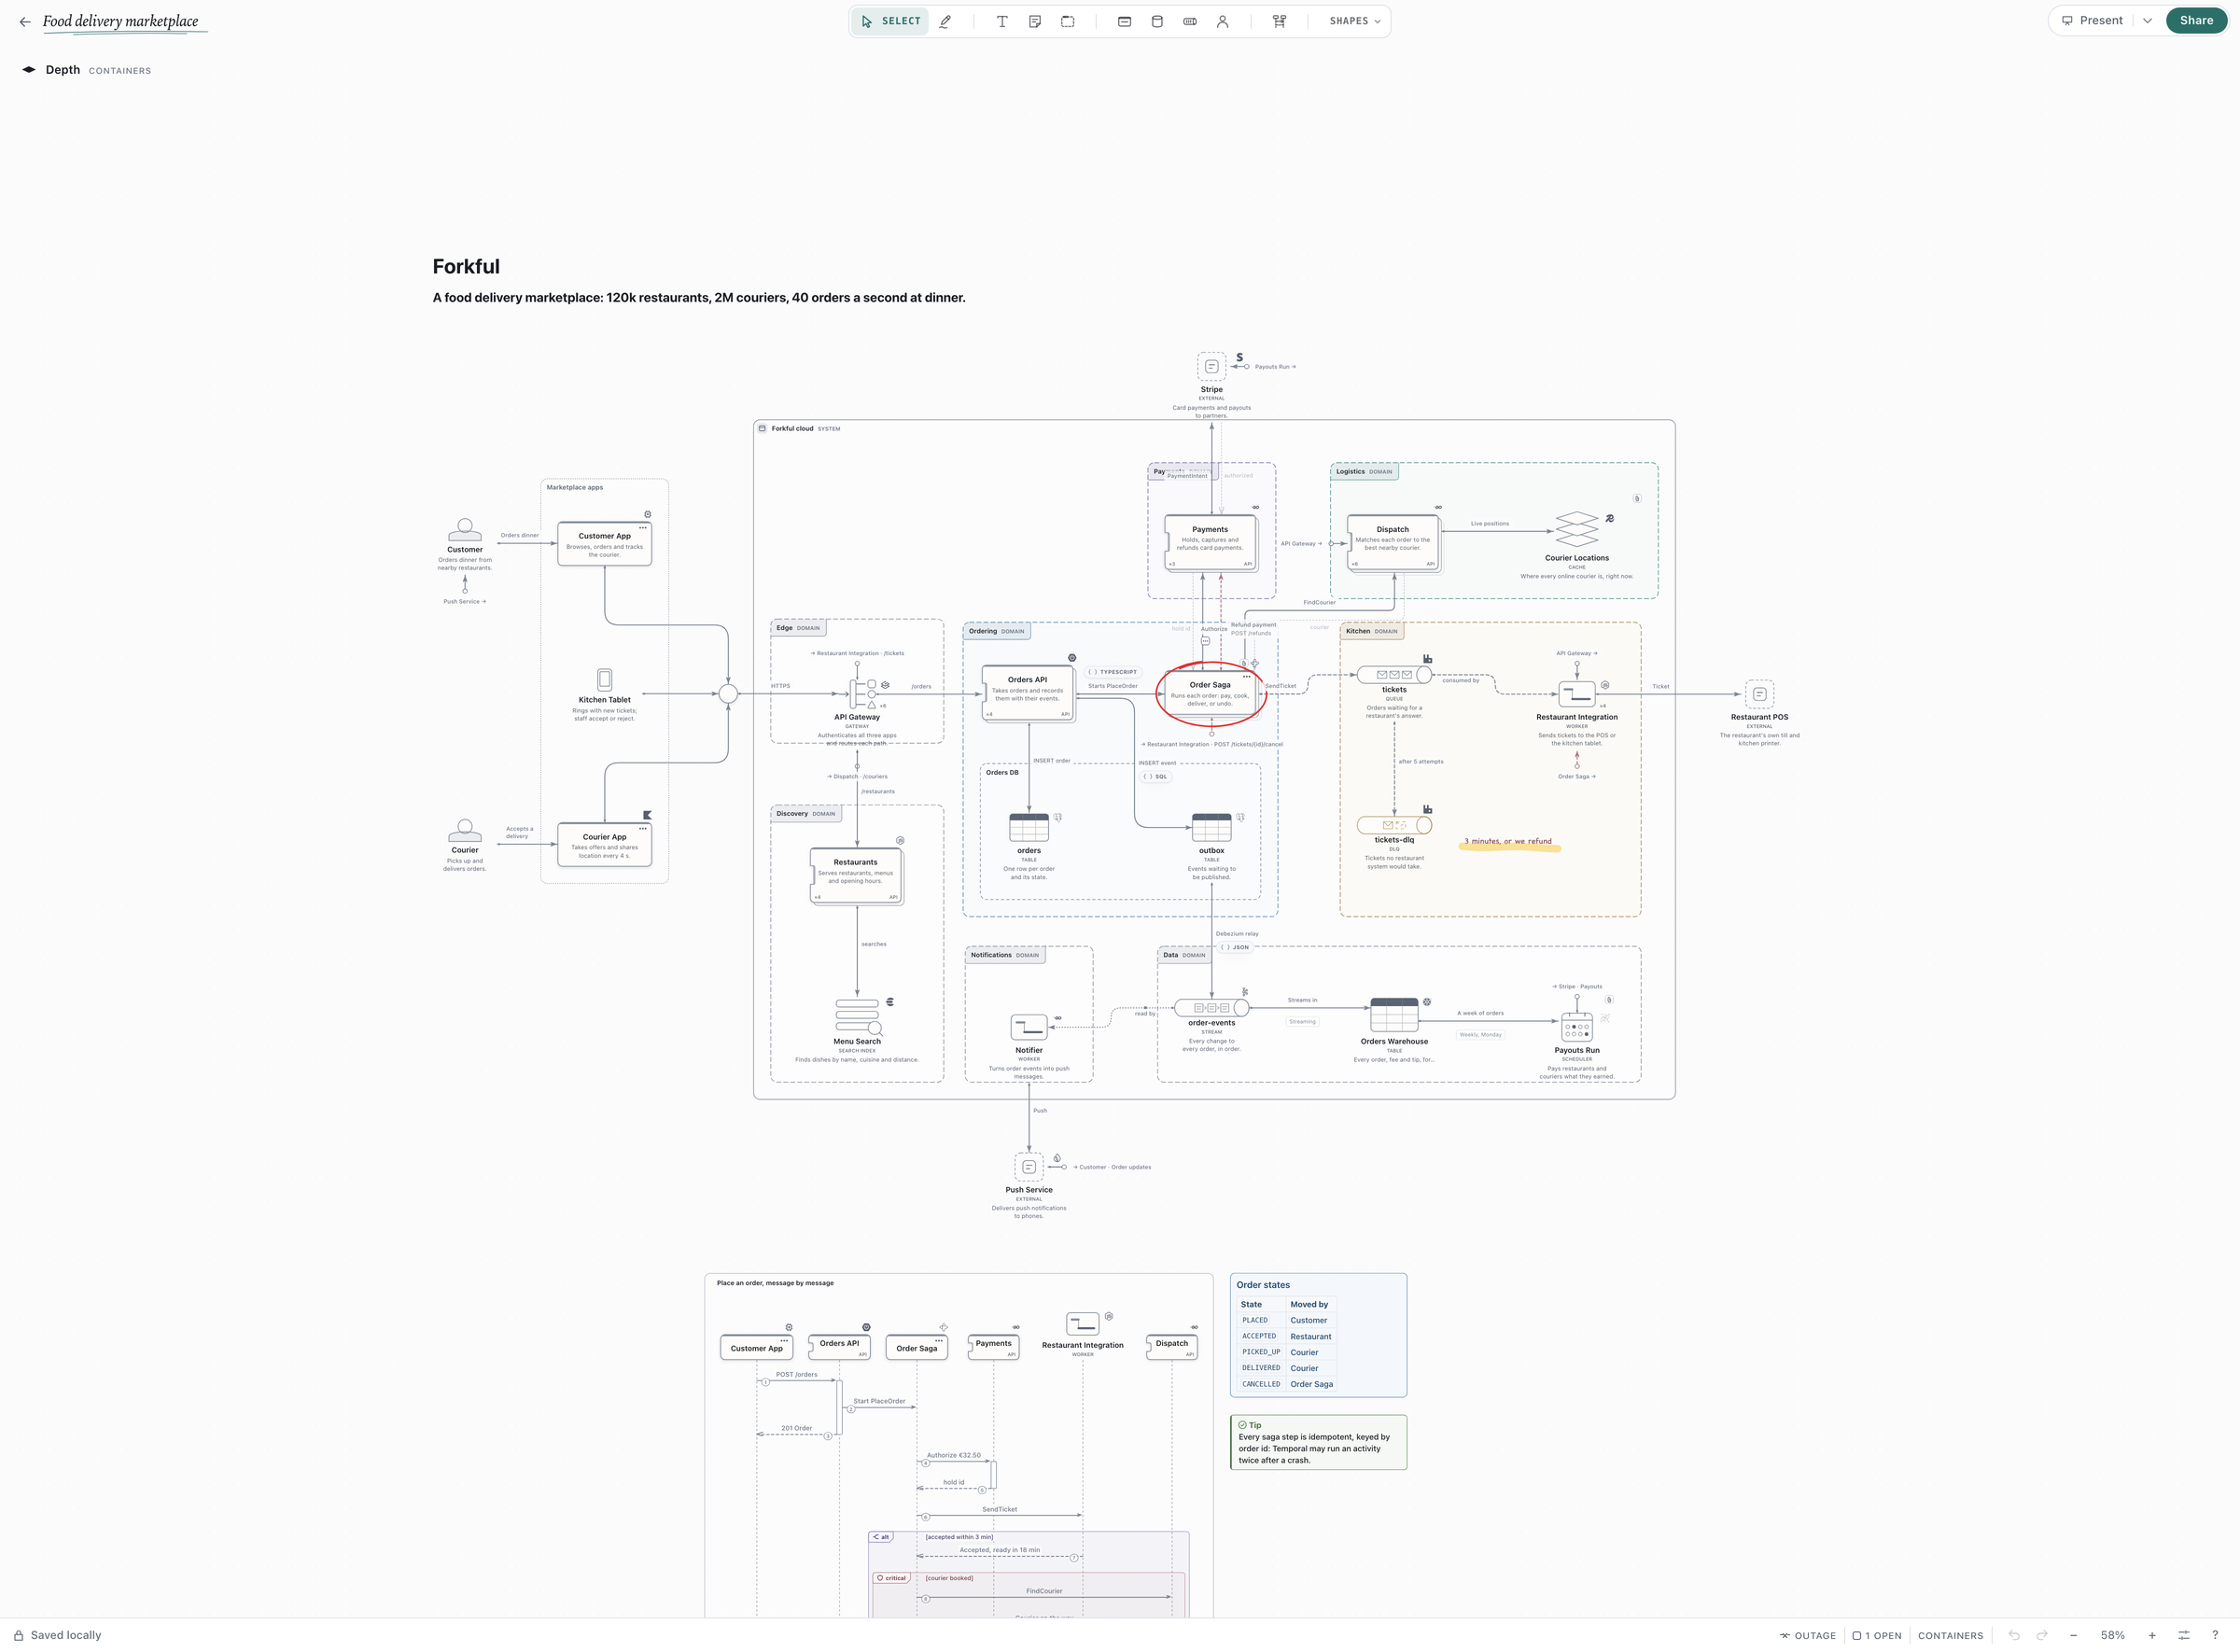 Food delivery marketplace
SELECT
SHAPES
Present
Share
Depth CONTAINERS
Forkful
A food delivery marketplace: 120k restaurants, 2M couriers, 40 orders a second at dinner.
S
Payouts Run →
Stripe
EXTERNAL
Card payments and payouts
to partners.
Forkful cloud SYSTEM
PaymentIntent
authorized
Logistics DOMAIN
Marketplace apps
Customer
Orders dinner from
nearby restaurants.
Push Service →
Orders dinner
Customer App
Browses, orders and tracks
the courier.
Payments
Holds, captures and
refunds card payments.
×3 API
API Gateway →
Dispatch
Matches each order to the
best nearby courier.
×6 API
Live positions
Courier Locations
CACHE
Where every online courier is, right now.
FindCourier
Edge DOMAIN
Ordering DOMAIN
hold id
Authorize
Refund payment
POST /refunds
courier
Kitchen DOMAIN
→ Restaurant Integration · /tickets
Kitchen Tablet
Rings with new tickets;
staff accept or reject.
HTTPS
×6
API Gateway
GATEWAY
Authenticates all three apps
and routes each path.
/orders
Orders API
Takes orders and records
them with their events.
×4 API
{ } TYPESCRIPT
Starts PlaceOrder
Order Saga
Runs each order: pay, cook,
deliver, or undo.
SendTicket
→ Restaurant Integration · POST /tickets/{id}/cancel
tickets
QUEUE
Orders waiting for a
restaurant's answer.
consumed by
API Gateway →
×4
Restaurant Integration
WORKER
Sends tickets to the POS or
the kitchen tablet.
Order Saga →
Ticket
Restaurant POS
EXTERNAL
The restaurant's own till and
kitchen printer.
→ Dispatch · /couriers
/restaurants
INSERT order
INSERT event
{ } SQL
after 5 attempts
Orders DB
Discovery DOMAIN
Courier
Picks up and
delivers orders.
Accepts a
delivery
Courier App
Takes offers and shares
location every 4 s.
Restaurants
Serves restaurants, menus
and opening hours.
×4 API
orders
TABLE
One row per order
and its state.
outbox
TABLE
Events waiting to
be published.
tickets-dlq
DLQ
Tickets no restaurant
system would take.
3 minutes, or we refund
searches
Debezium relay
{ } JSON
Notifications DOMAIN
Data DOMAIN
Menu Search
SEARCH INDEX
Finds dishes by name, cuisine and distance.
Notifier
WORKER
Turns order events into push
messages.
read by
order-events
STREAM
Every change to
every order, in order.
Streams in
Streaming
Orders Warehouse
TABLE
Every order, fee and tip, for…
A week of orders
Weekly, Monday
→ Stripe · Payouts
Payouts Run
SCHEDULER
Pays restaurants and
couriers what they earned.
Push
→ Customer · Order updates
Push Service
EXTERNAL
Delivers push notifications
to phones.
Place an order, message by message
Customer App
Orders API
API
Order Saga
Payments
API
Restaurant Integration
WORKER
Dispatch
API
POST /orders
1
Start PlaceOrder
2
201 Order
3
Authorize €32.50
4
hold id
5
SendTicket
6
alt [accepted within 3 min]
Accepted, ready in 18 min
7
critical [courier booked]
FindCourier
8
Order states
State Moved by
PLACED Customer
ACCEPTED Restaurant
PICKED_UP Courier
DELIVERED Courier
CANCELLED Order Saga
Tip
Every saga step is idempotent, keyed by
order id: Temporal may run an activity
twice after a crash.
Saved locally
OUTAGE
1 OPEN
CONTAINERS
− 58% + ?